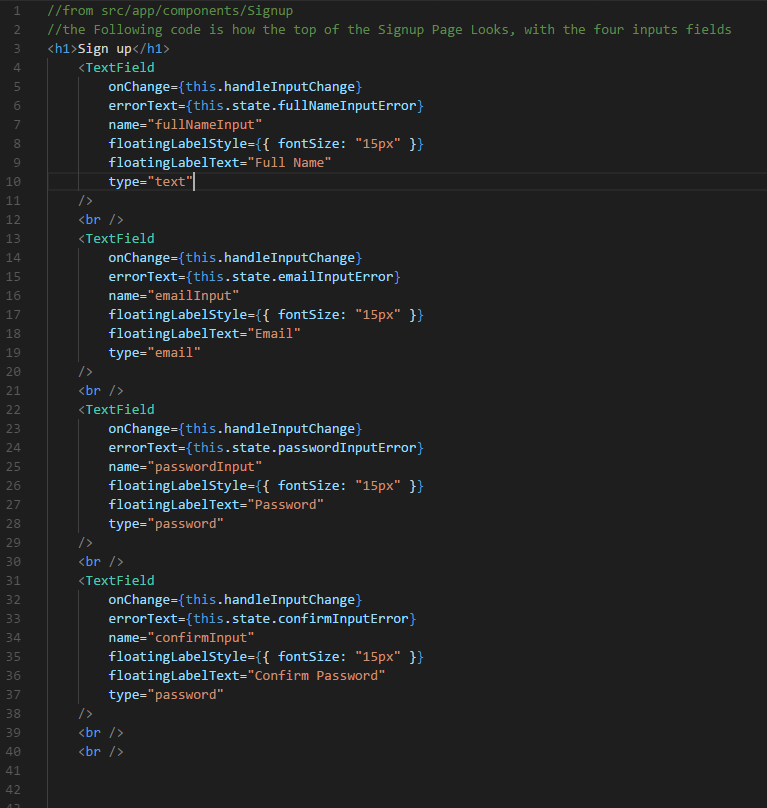 1 //from src/app/components/Signup
2 //the Following code is how the top of the Signup Page Looks, with the four inputs fields
3 <h1>Sign up</h1>
4     <TextField
5         onChange={this.handleInputChange}
6         errorText={this.state.fullNameInputError}
7         name="fullNameInput"
8         floatingLabelStyle={{ fontSize: "15px" }}
9         floatingLabelText="Full Name"
10         type="text"
11     />
12     <br />
13     <TextField
14         onChange={this.handleInputChange}
15         errorText={this.state.emailInputError}
16         name="emailInput"
17         floatingLabelStyle={{ fontSize: "15px" }}
18         floatingLabelText="Email"
19         type="email"
20     />
21     <br />
22     <TextField
23         onChange={this.handleInputChange}
24         errorText={this.state.passwordInputError}
25         name="passwordInput"
26         floatingLabelStyle={{ fontSize: "15px" }}
27         floatingLabelText="Password"
28         type="password"
29     />
30     <br />
31     <TextField
32         onChange={this.handleInputChange}
33         errorText={this.state.confirmInputError}
34         name="confirmInput"
35         floatingLabelStyle={{ fontSize: "15px" }}
36         floatingLabelText="Confirm Password"
37         type="password"
38     />
39     <br />
40     <br />
41
42